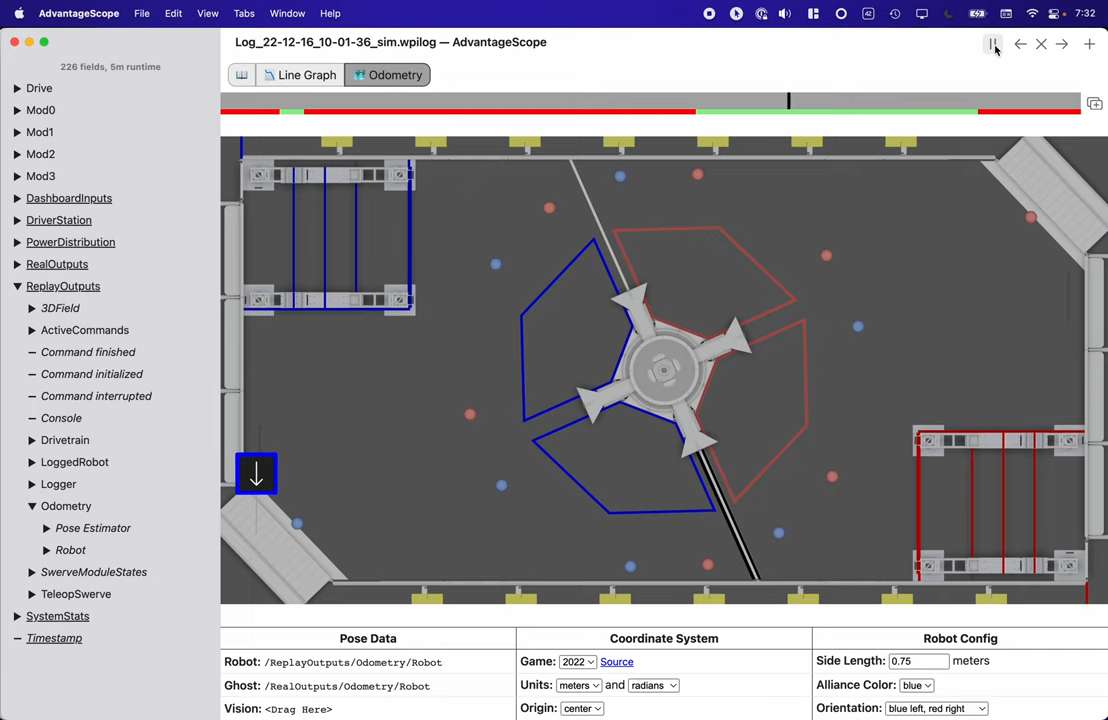 AdvantageScope File Edit View Tabs Window Help
42 7:32
Log_22-12-16_10-01-36_sim.wpilog — AdvantageScope
226 fields, 5m runtime
Line Graph
Odometry
Drive
Mod0
Mod1
Mod2
Mod3
DashboardInputs
DriverStation
PowerDistribution
RealOutputs
ReplayOutputs
3DField
ActiveCommands
Command finished
Command initialized
Command interrupted
Console
Drivetrain
LoggedRobot
Logger
Odometry
Pose Estimator
Robot
SwerveModuleStates
TeleopSwerve
SystemStats
Timestamp
Pose Data
Robot: /ReplayOutputs/Odometry/Robot
Ghost: /RealOutputs/Odometry/Robot
Vision: <Drag Here>
Coordinate System
Game: 2022 Source
Units: meters and radians
Origin: center
Robot Config
Side Length: 0.75 meters
Alliance Color: blue
Orientation: blue left, red right